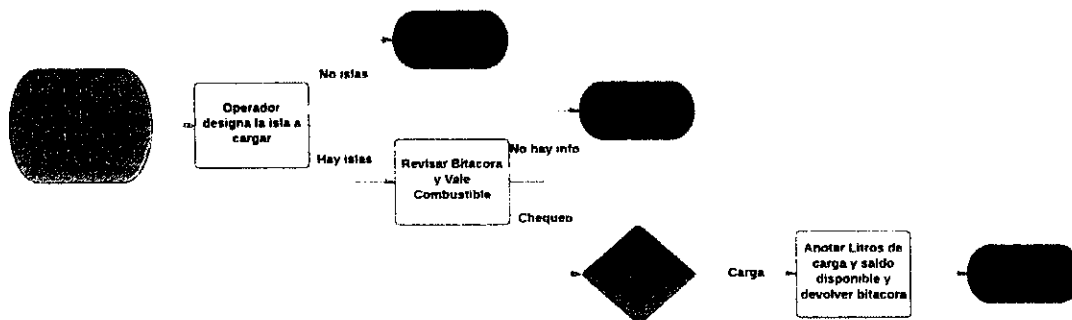 No islas
Operador
designa la isla a
cargar
Hay islas
No hay info
Revisar Bitacora
y Vale
Combustible
Chequeo
Carga
Anotar Litros de
carga y saldo
disponible y
devolver bitacora